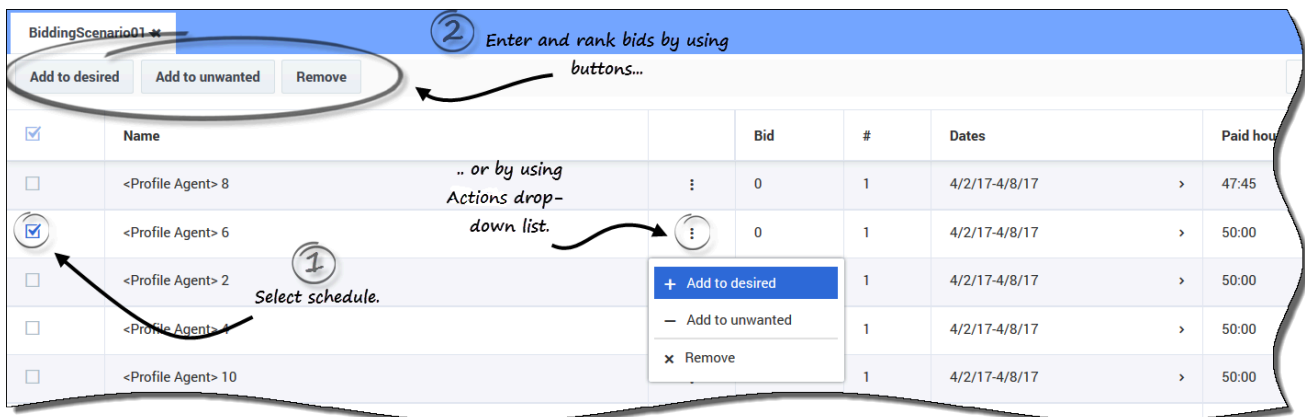 BiddingScenario01 ×
2 Enter and rank bids by using
buttons...
Add to desired Add to unwanted Remove
Name Bid # Dates Paid hou
.. or by using
Actions drop-
down list.
<Profile Agent> 8 0 1 4/2/17-4/8/17 > 47:45
<Profile Agent> 6 0 1 4/2/17-4/8/17 > 50:00
1
Select schedule.
<Profile Agent> 2 1 4/2/17-4/8/17 > 50:00
+ Add to desired
− Add to unwanted
× Remove
<Profile Agent> 4 1 4/2/17-4/8/17 > 50:00
<Profile Agent> 10 1 4/2/17-4/8/17 > 50:00